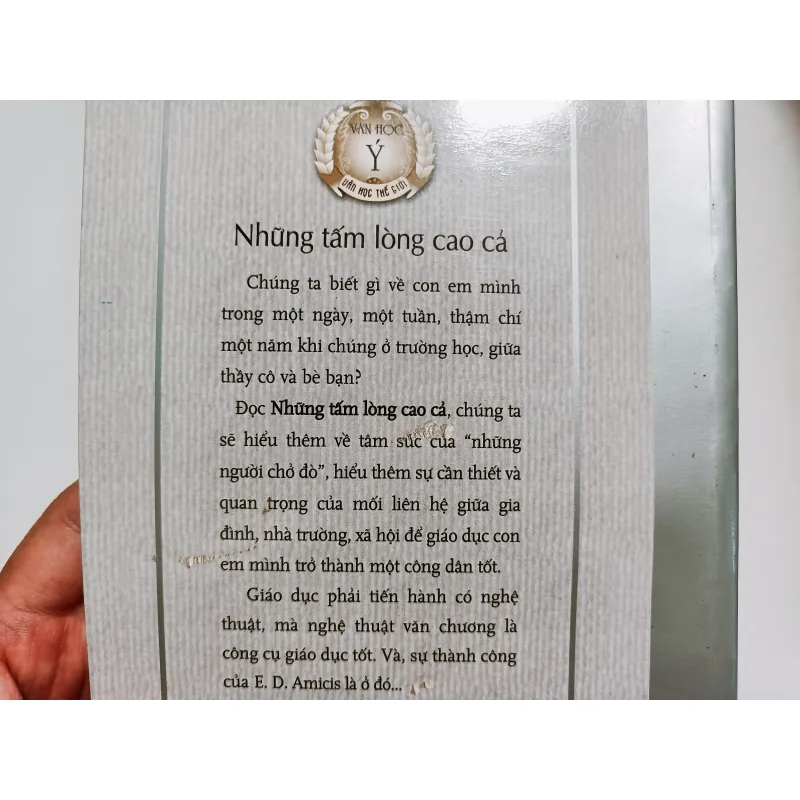 VĂN HỌC
Ý
VĂN HỌC THẾ GIỚI
Những tấm lòng cao cả
Chúng ta biết gì về con em mình
trong một ngày, một tuần, thậm chí
một năm khi chúng ở trường học, giữa
thầy cô và bè bạn?
Đọc Những tấm lòng cao cả, chúng ta
sẽ hiểu thêm về tâm sức của “những
người chở đò”, hiểu thêm sự cần thiết và
quan trọng của mối liên hệ giữa gia
đình, nhà trường, xã hội để giáo dục con
em mình trở thành một công dân tốt.
Giáo dục phải tiến hành có nghệ
thuật, mà nghệ thuật văn chương là
công cụ giáo dục tốt. Và, sự thành công
của E. D. Amicis là ở đó...